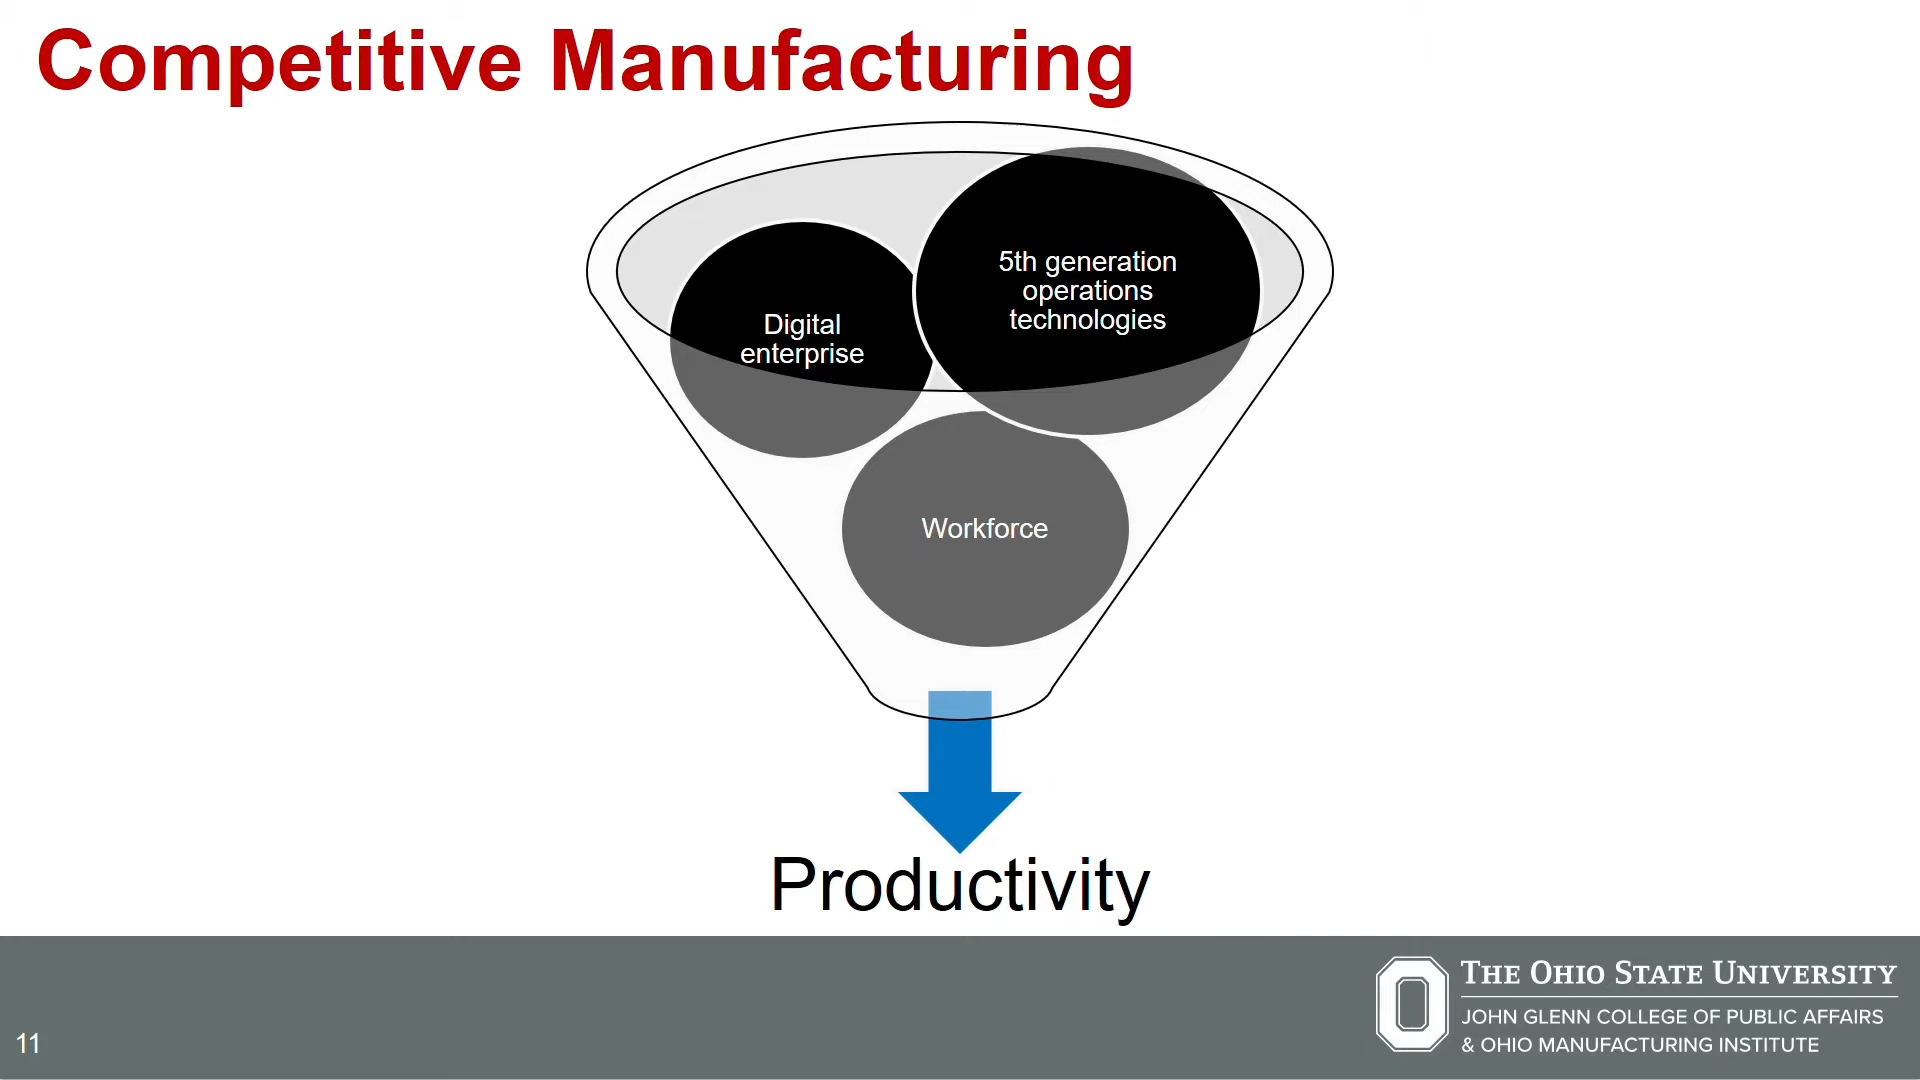 Competitive Manufacturing
5th generation
operations
technologies
Digital
enterprise
Workforce
Productivity
THE OHIO STATE UNIVERSITY
JOHN GLENN COLLEGE OF PUBLIC AFFAIRS
& OHIO MANUFACTURING INSTITUTE
11